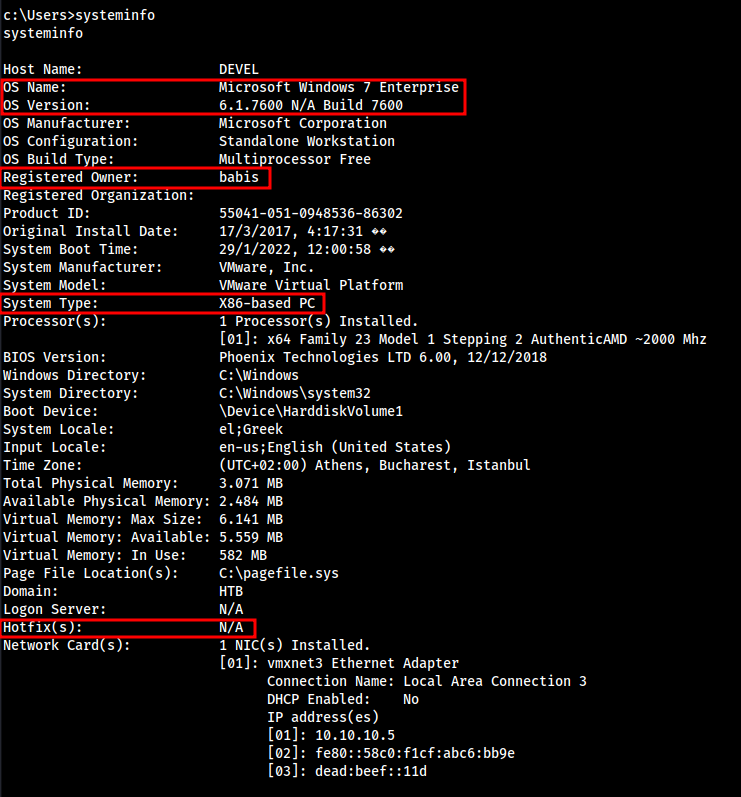 c:\Users>systeminfo
systeminfo
Host Name: DEVEL
OS Name: Microsoft Windows 7 Enterprise
OS Version: 6.1.7600 N/A Build 7600
OS Manufacturer: Microsoft Corporation
OS Configuration: Standalone Workstation
OS Build Type: Multiprocessor Free
Registered Owner: babis
Registered Organization:
Product ID: 55041-051-0948536-86302
Original Install Date: 17/3/2017, 4:17:31 ��
System Boot Time: 29/1/2022, 12:00:58 ��
System Manufacturer: VMware, Inc.
System Model: VMware Virtual Platform
System Type: X86-based PC
Processor(s): 1 Processor(s) Installed.
[01]: x64 Family 23 Model 1 Stepping 2 AuthenticAMD ~2000 Mhz
BIOS Version: Phoenix Technologies LTD 6.00, 12/12/2018
Windows Directory: C:\Windows
System Directory: C:\Windows\system32
Boot Device: \Device\HarddiskVolume1
System Locale: el;Greek
Input Locale: en-us;English (United States)
Time Zone: (UTC+02:00) Athens, Bucharest, Istanbul
Total Physical Memory: 3.071 MB
Available Physical Memory: 2.484 MB
Virtual Memory: Max Size: 6.141 MB
Virtual Memory: Available: 5.559 MB
Virtual Memory: In Use: 582 MB
Page File Location(s): C:\pagefile.sys
Domain: HTB
Logon Server: N/A
Hotfix(s): N/A
Network Card(s): 1 NIC(s) Installed.
[01]: vmxnet3 Ethernet Adapter
Connection Name: Local Area Connection 3
DHCP Enabled: No
IP address(es)
[01]: 10.10.10.5
[02]: fe80::58c0:f1cf:abc6:bb9e
[03]: dead:beef::11d